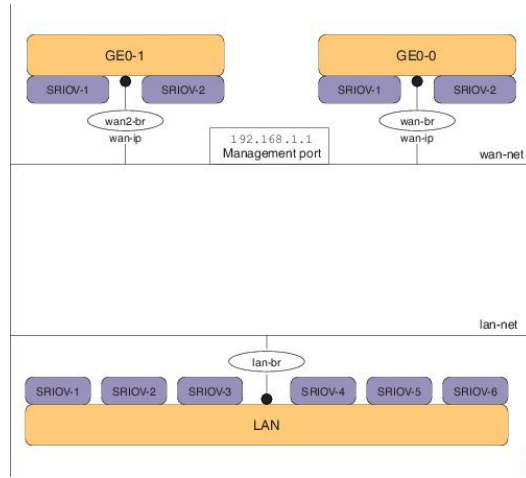 GE0-1
GE0-0
SRIOV-1
SRIOV-2
SRIOV-1
SRIOV-2
wan2-br
wan-ip
192.168.1.1
Management port
wan-br
wan-ip
wan-net
lan-net
lan-br
SRIOV-1
SRIOV-2
SRIOV-3
SRIOV-4
SRIOV-5
SRIOV-6
LAN